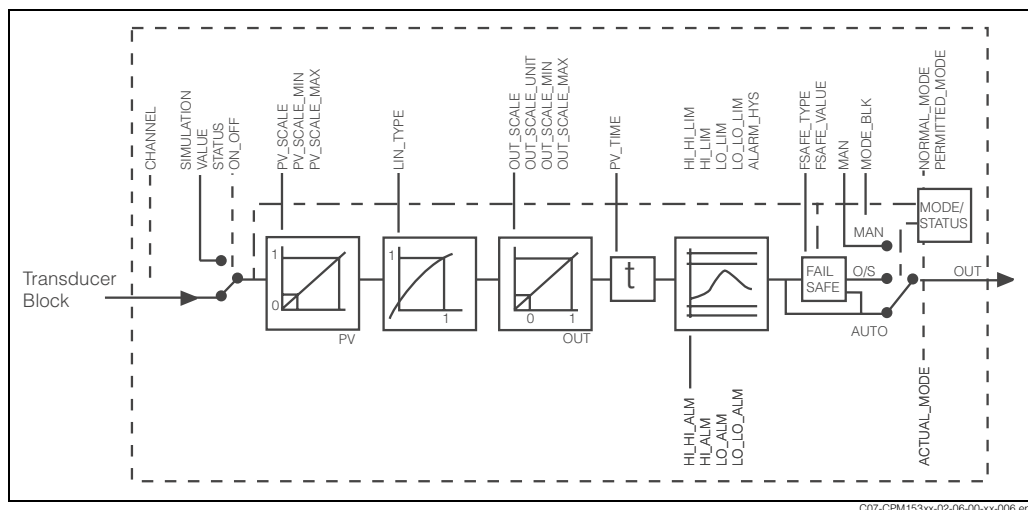 CHANNEL
SIMULATION
VALUE
STATUS
ON_OFF
PV_SCALE
PV_SCALE_MIN
PV_SCALE_MAX
LIN_TYPE
OUT_SCALE
OUT_SCALE_UNIT
OUT_SCALE_MIN
OUT_SCALE_MAX
PV_TIME
HI_HI_LIM
HI_LIM
LO_LIM
LO_LO_LIM
ALARM_HYS
FSAFE_TYPE
FSAFE_VALUE
MAN
MODE_BLK
NORMAL_MODE
PERMITTED_MODE
MODE/
STATUS
MAN
Transducer
Block
1
0
PV
1
1
0
1
OUT
t
FAIL
SAFE
O/S
AUTO
OUT
HI_HI_ALM
HI_ALM
LO_ALM
LO_LO_ALM
ACTUAL_MODE
C07-CPM153xx-02-06-00-xx-006.en